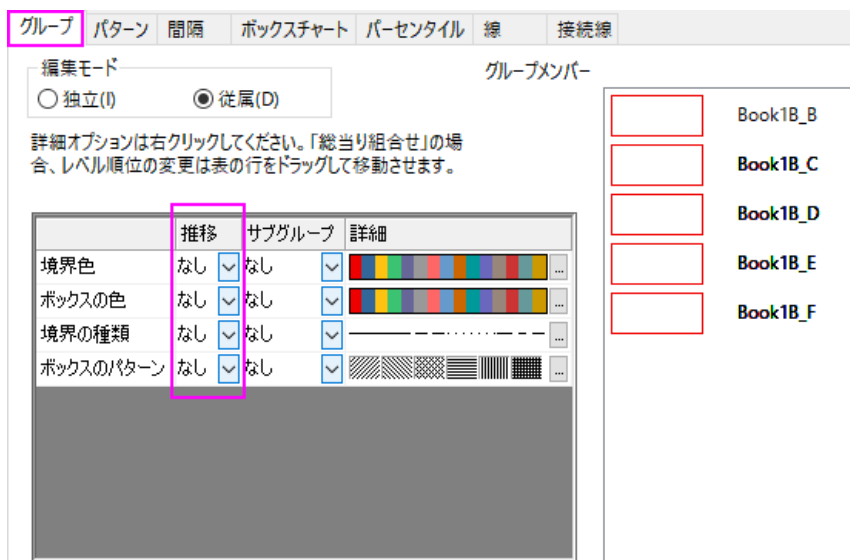 グループ パターン 間隔 ボックスチャート パーセンタイル 線 接続線
編集モード
独立(I) 従属(D)
詳細オプションは右クリックしてください。「総当り組合せ」の場
合、レベル順位の変更は表の行をドラッグして移動させます。
推移 サブグループ 詳細
境界色 なし なし ...
ボックスの色 なし なし ...
境界の種類 なし なし ...
ボックスのパターン なし なし ...
グループメンバー
Book1B_B
Book1B_C
Book1B_D
Book1B_E
Book1B_F